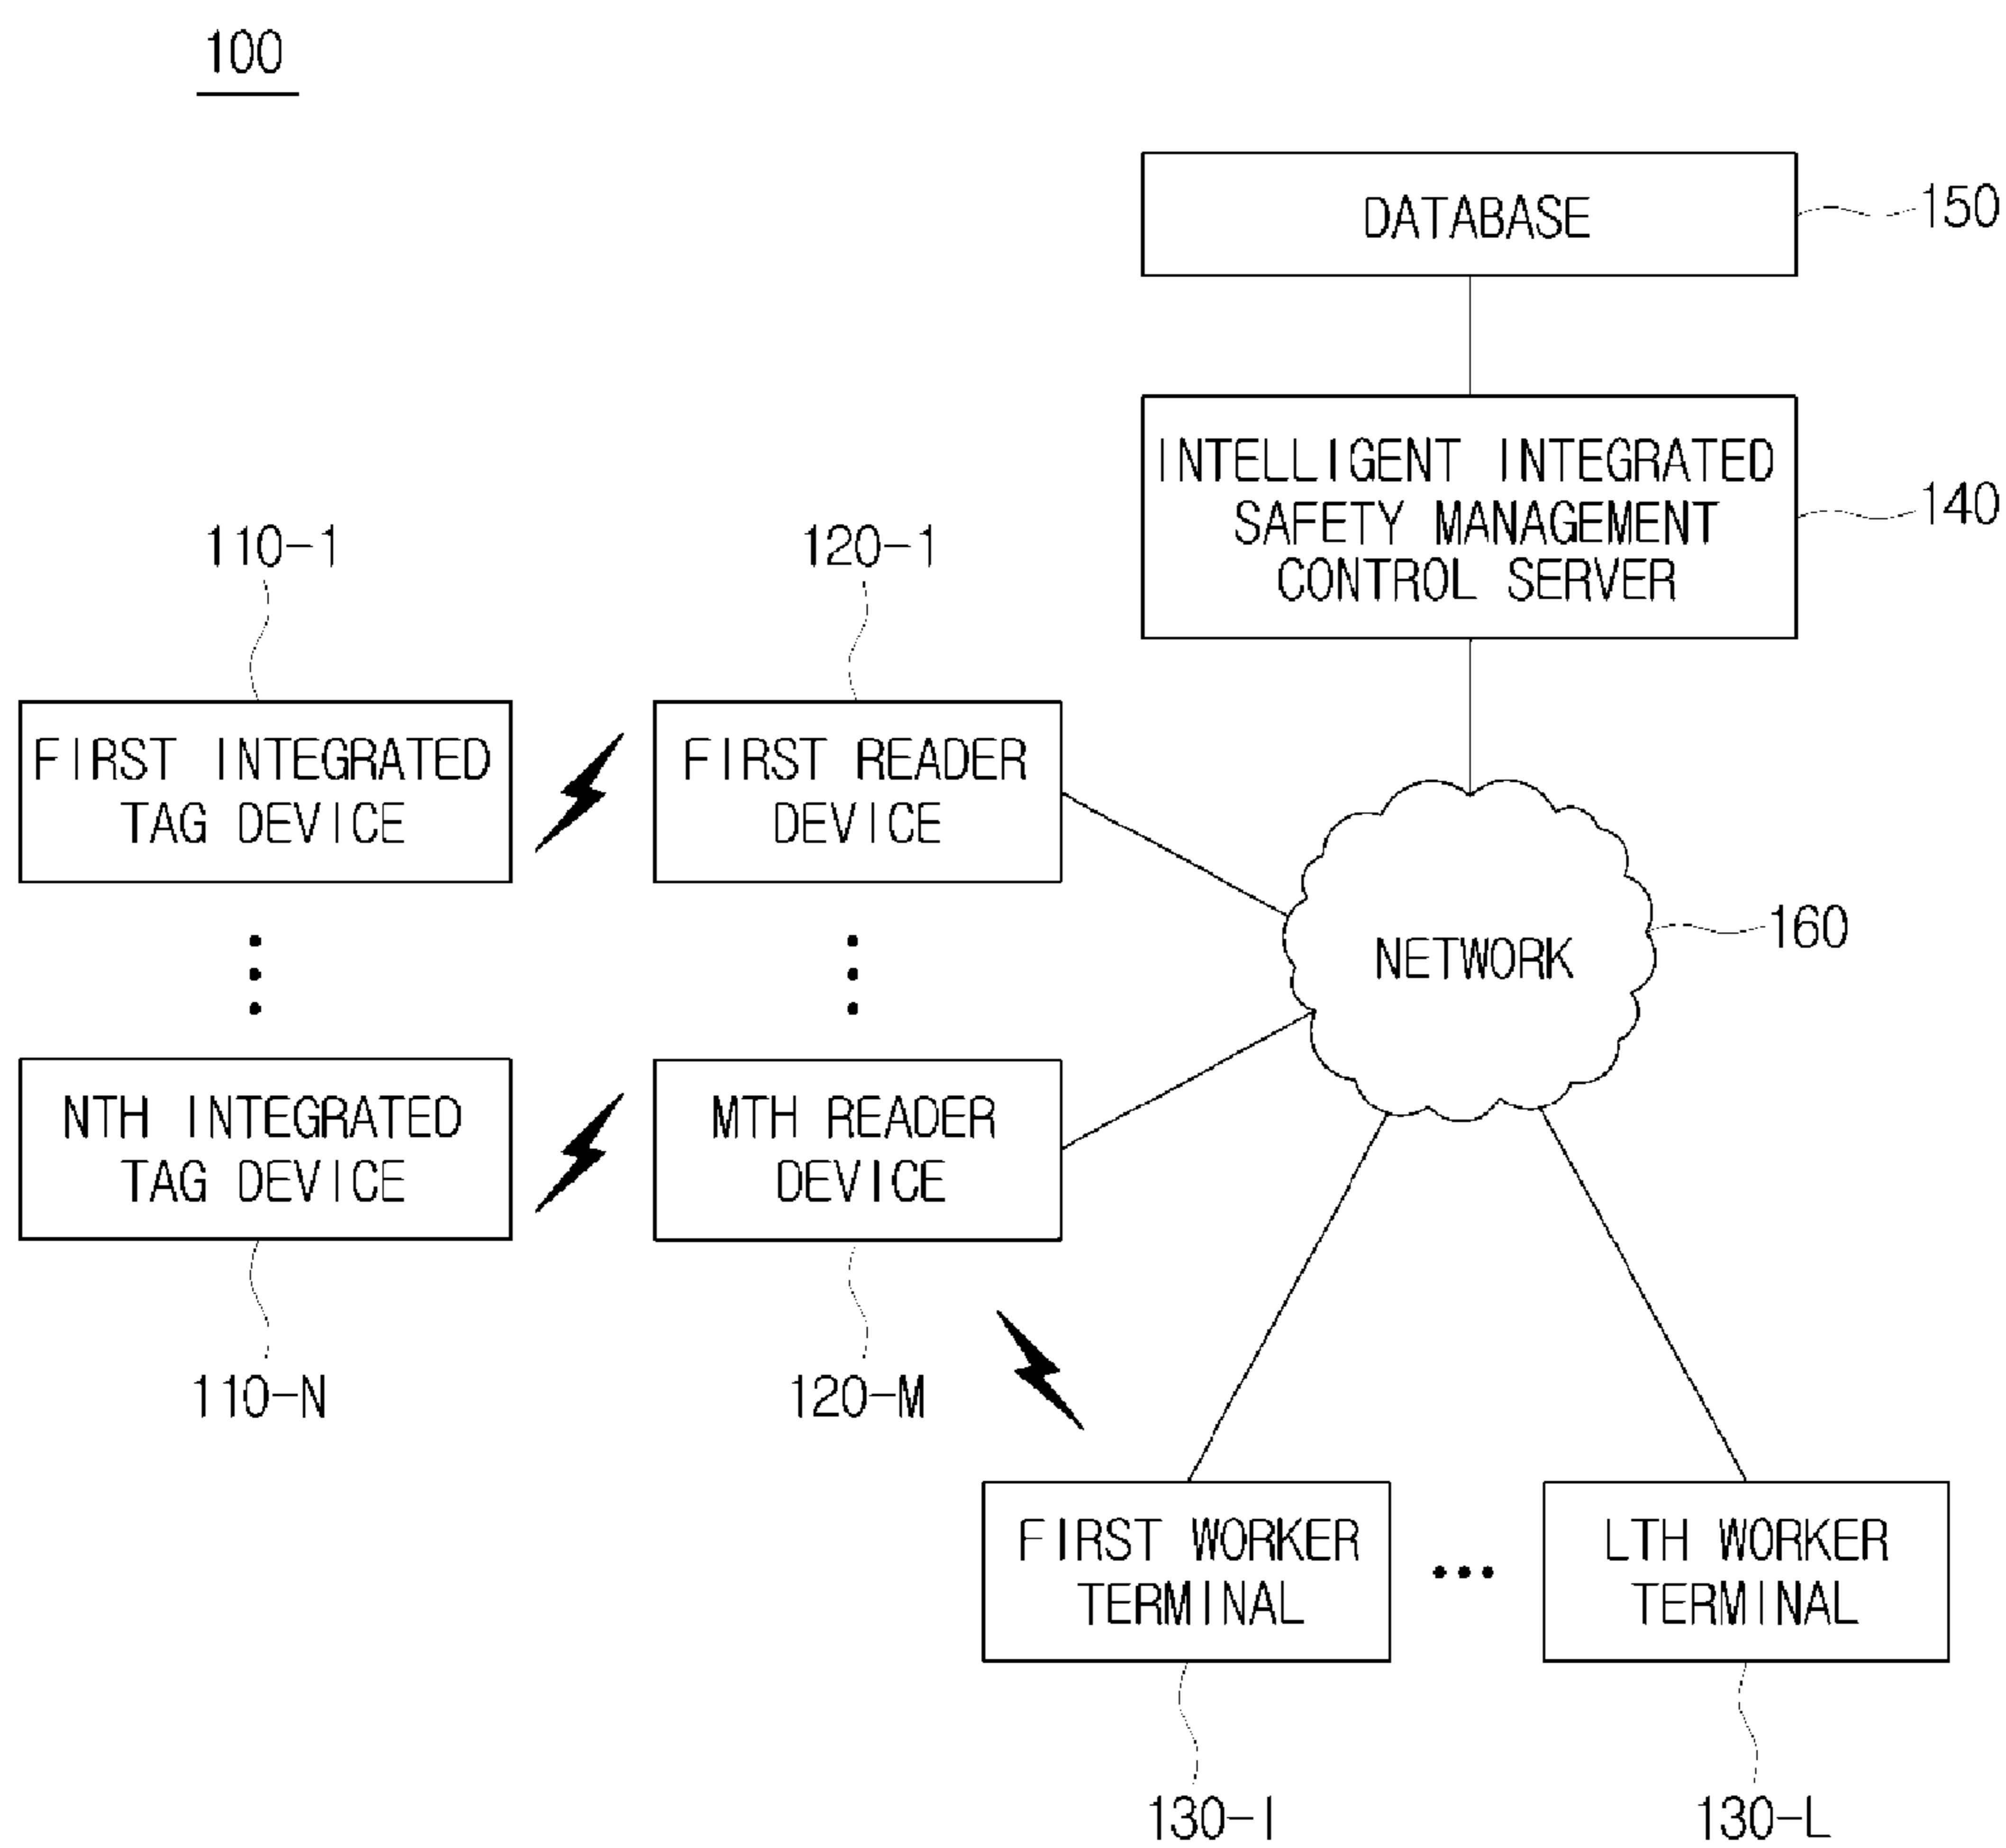 100
DATABASE
150
INTELLIGENT INTEGRATED
SAFETY MANAGEMENT
CONTROL SERVER
140
110-1
120-1
FIRST INTEGRATED
TAG DEVICE
FIRST READER
DEVICE
NETWORK
160
NTH INTEGRATED
TAG DEVICE
MTH READER
DEVICE
110-N
120-M
FIRST WORKER
TERMINAL
LTH WORKER
TERMINAL
130-I
130-L